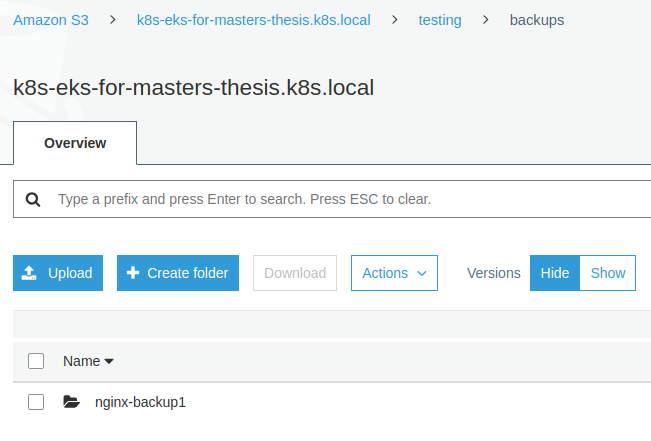 Amazon S3 > k8s-eks-for-masters-thesis.k8s.local > testing > backups
k8s-eks-for-masters-thesis.k8s.local
Overview
Type a prefix and press Enter to search. Press ESC to clear.
Upload + Create folder Download Actions Versions Hide Show
Name
nginx-backup1